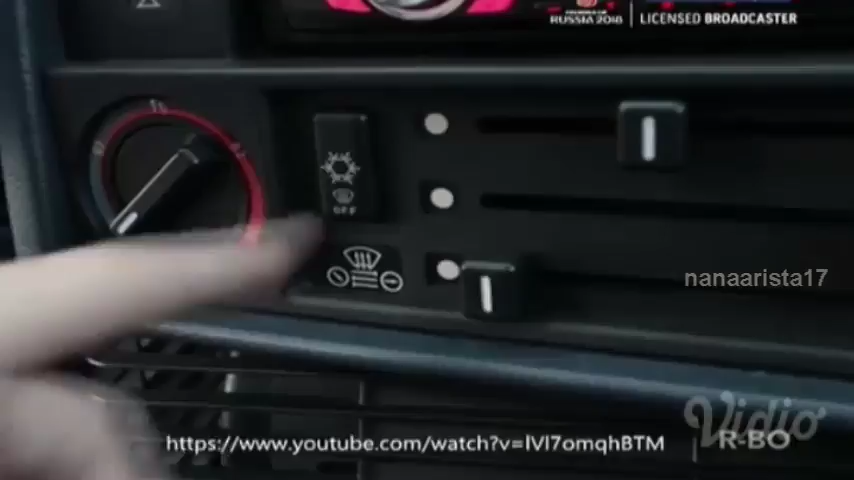 RUSSIA 2018 | LICENSED BROADCASTER
OFF
nanaarista17
Vidio
https://www.youtube.com/watch?v=lVl7omqhBTM | R-BO